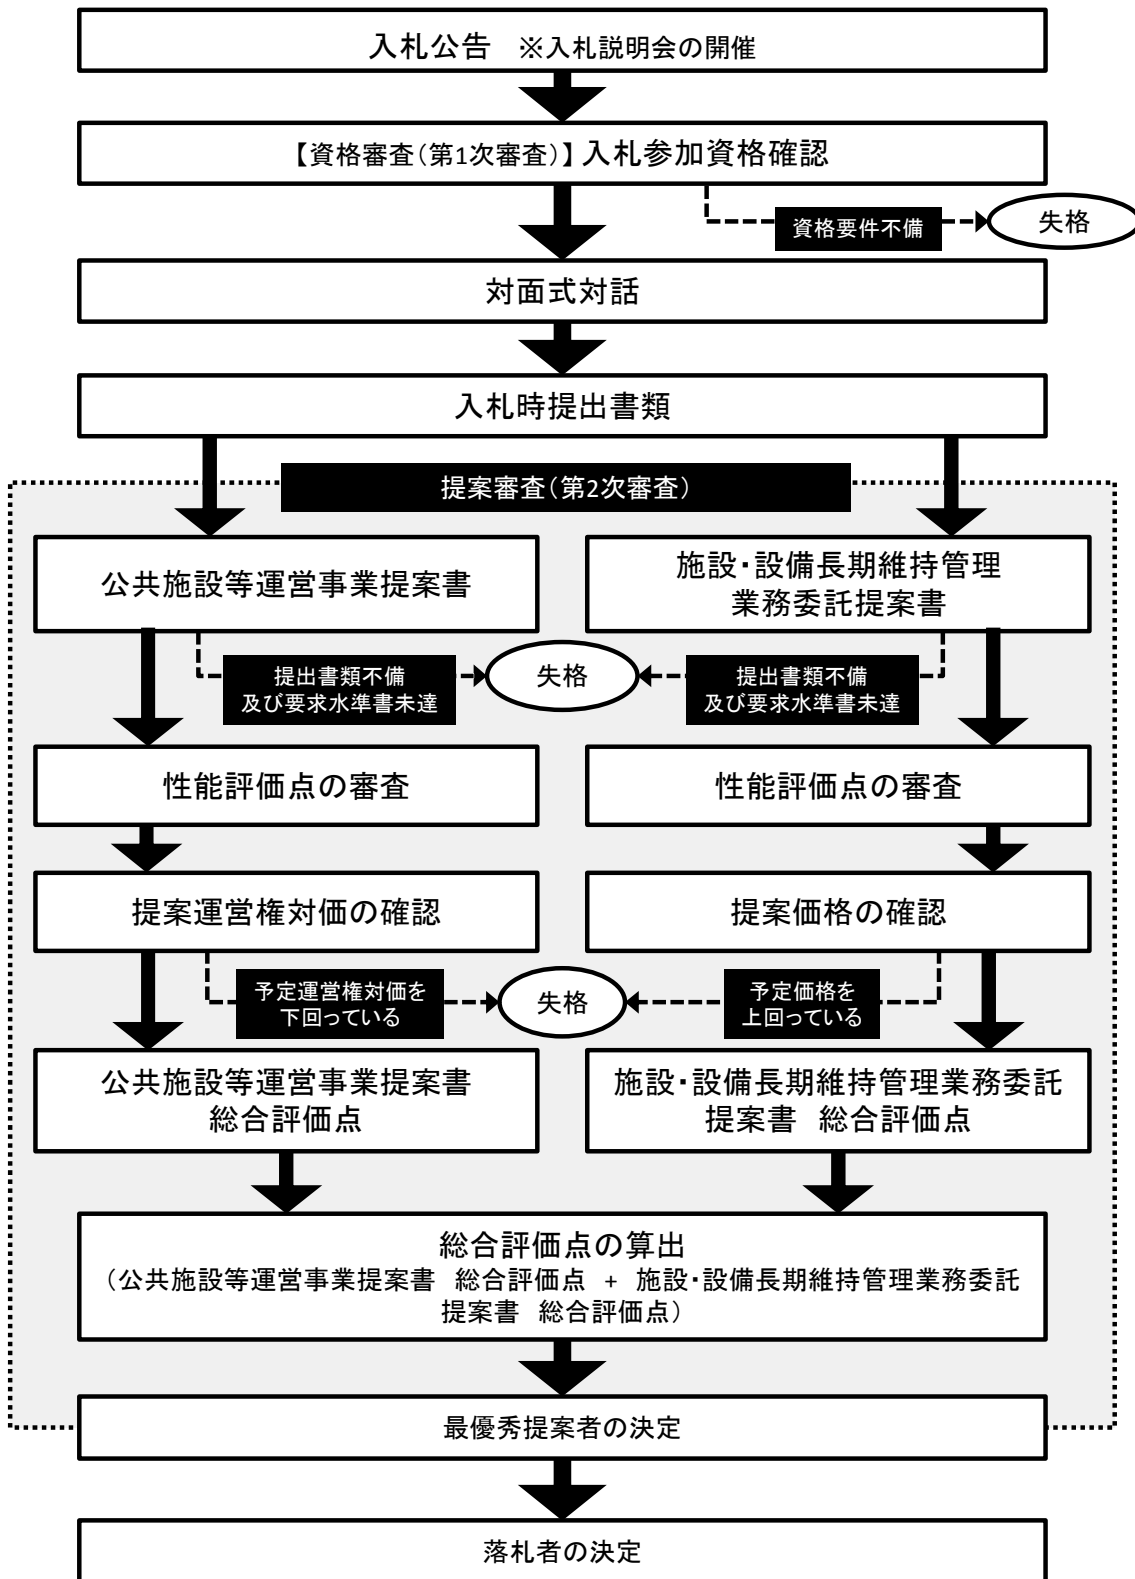 入札公告　※入札説明会の開催
【資格審査（第1次審査）】入札参加資格確認
資格要件不備
失格
対面式対話
入札時提出書類
提案審査（第2次審査）
公共施設等運営事業提案書
施設・設備長期維持管理
業務委託提案書
提出書類不備
及び要求水準書未達
失格
提出書類不備
及び要求水準書未達
性能評価点の審査
性能評価点の審査
提案運営権対価の確認
提案価格の確認
予定運営権対価を
下回っている
失格
予定価格を
上回っている
公共施設等運営事業提案書
総合評価点
施設・設備長期維持管理業務委託
提案書　総合評価点
総合評価点の算出
（公共施設等運営事業提案書　総合評価点　+　施設・設備長期維持管理業務委託
提案書　総合評価点）
最優秀提案者の決定
落札者の決定